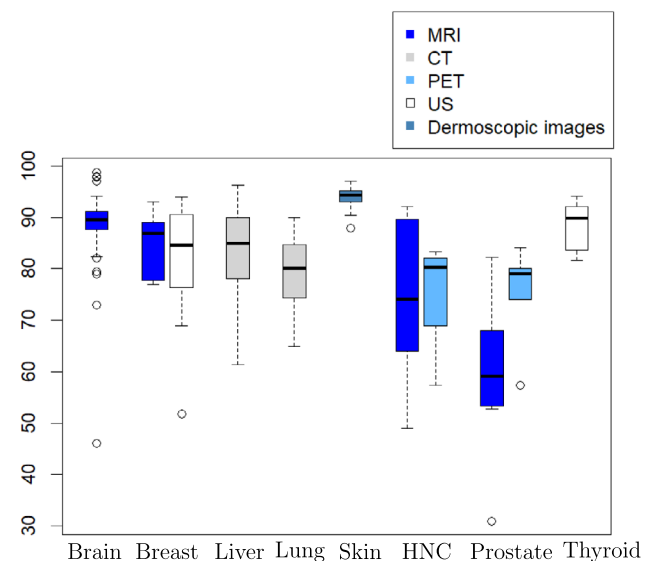 MRI
CT
PET
US
Dermoscopic images
100
90
80
70
60
50
40
30
Brain Breast Liver Lung Skin HNC Prostate Thyroid